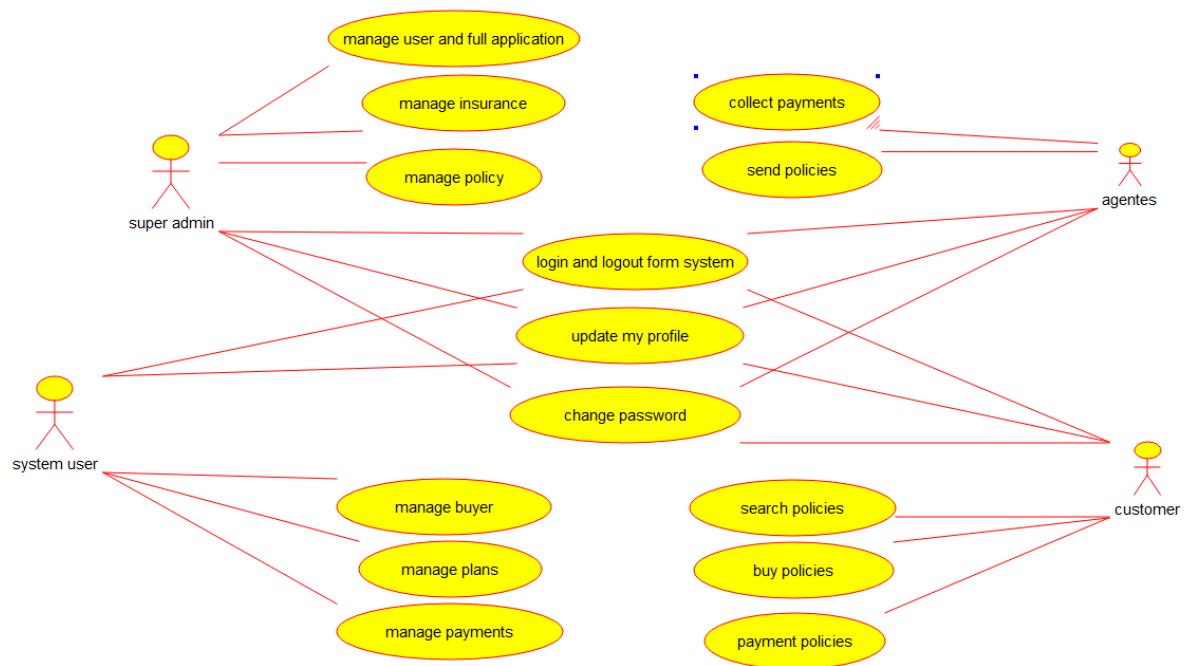 manage user and full application
manage insurance
collect payments
send policies
manage policy
agentes
super admin
login and logout form system
update my profile
change password
system user
manage buyer
search policies
customer
manage plans
buy policies
manage payments
payment policies